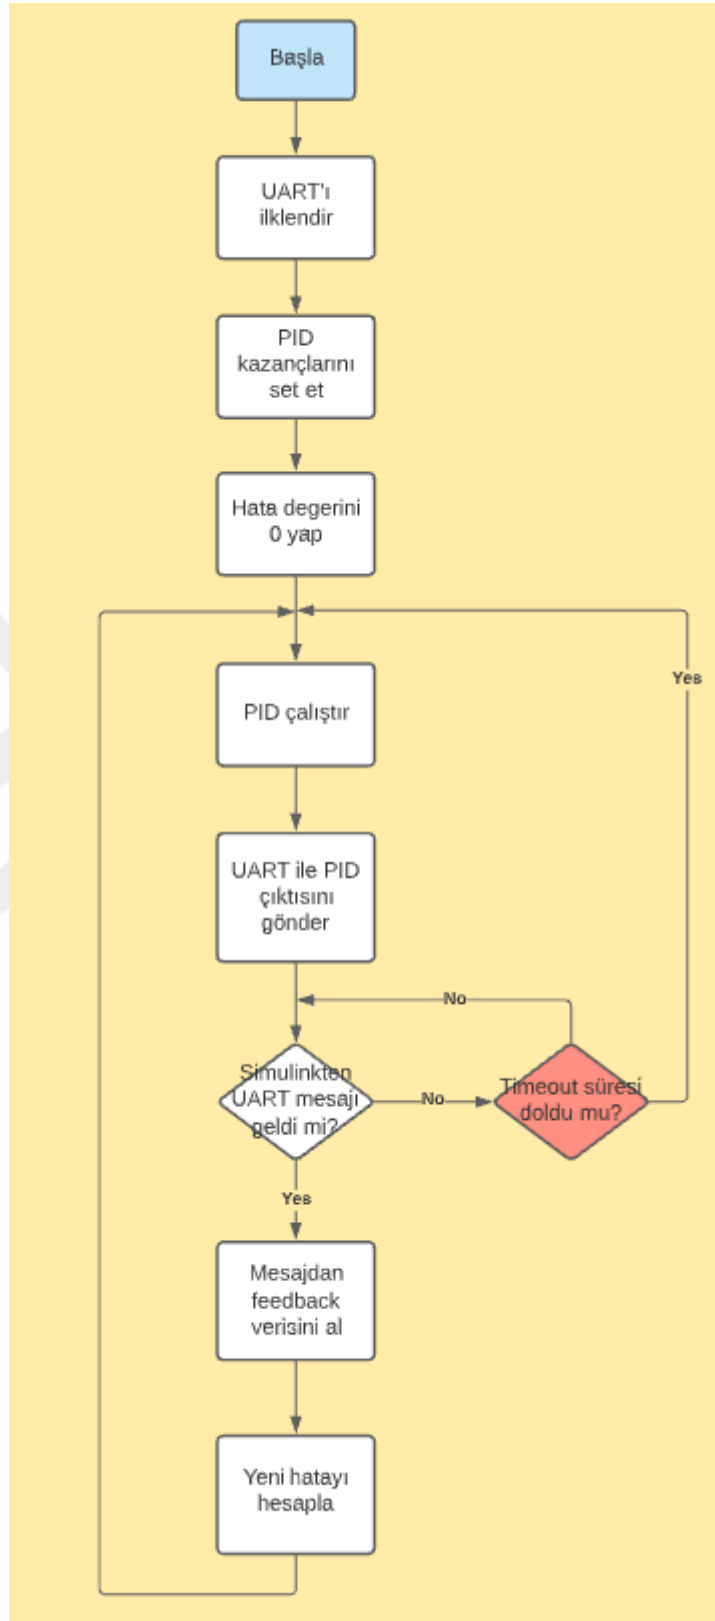 Başla
UART'ı
ilklendir
PID
kazançlarını
set et
Hata degerini
0 yap
Yes
PID çalıştır
UART ile PID
çıktısını
gönder
No
Simulinkten
UART mesajı
geldi mi?
No
Timeout süresi
doldu mu?
Yes
Mesajdan
feedback
verisini al
Yeni hatayı
hesapla